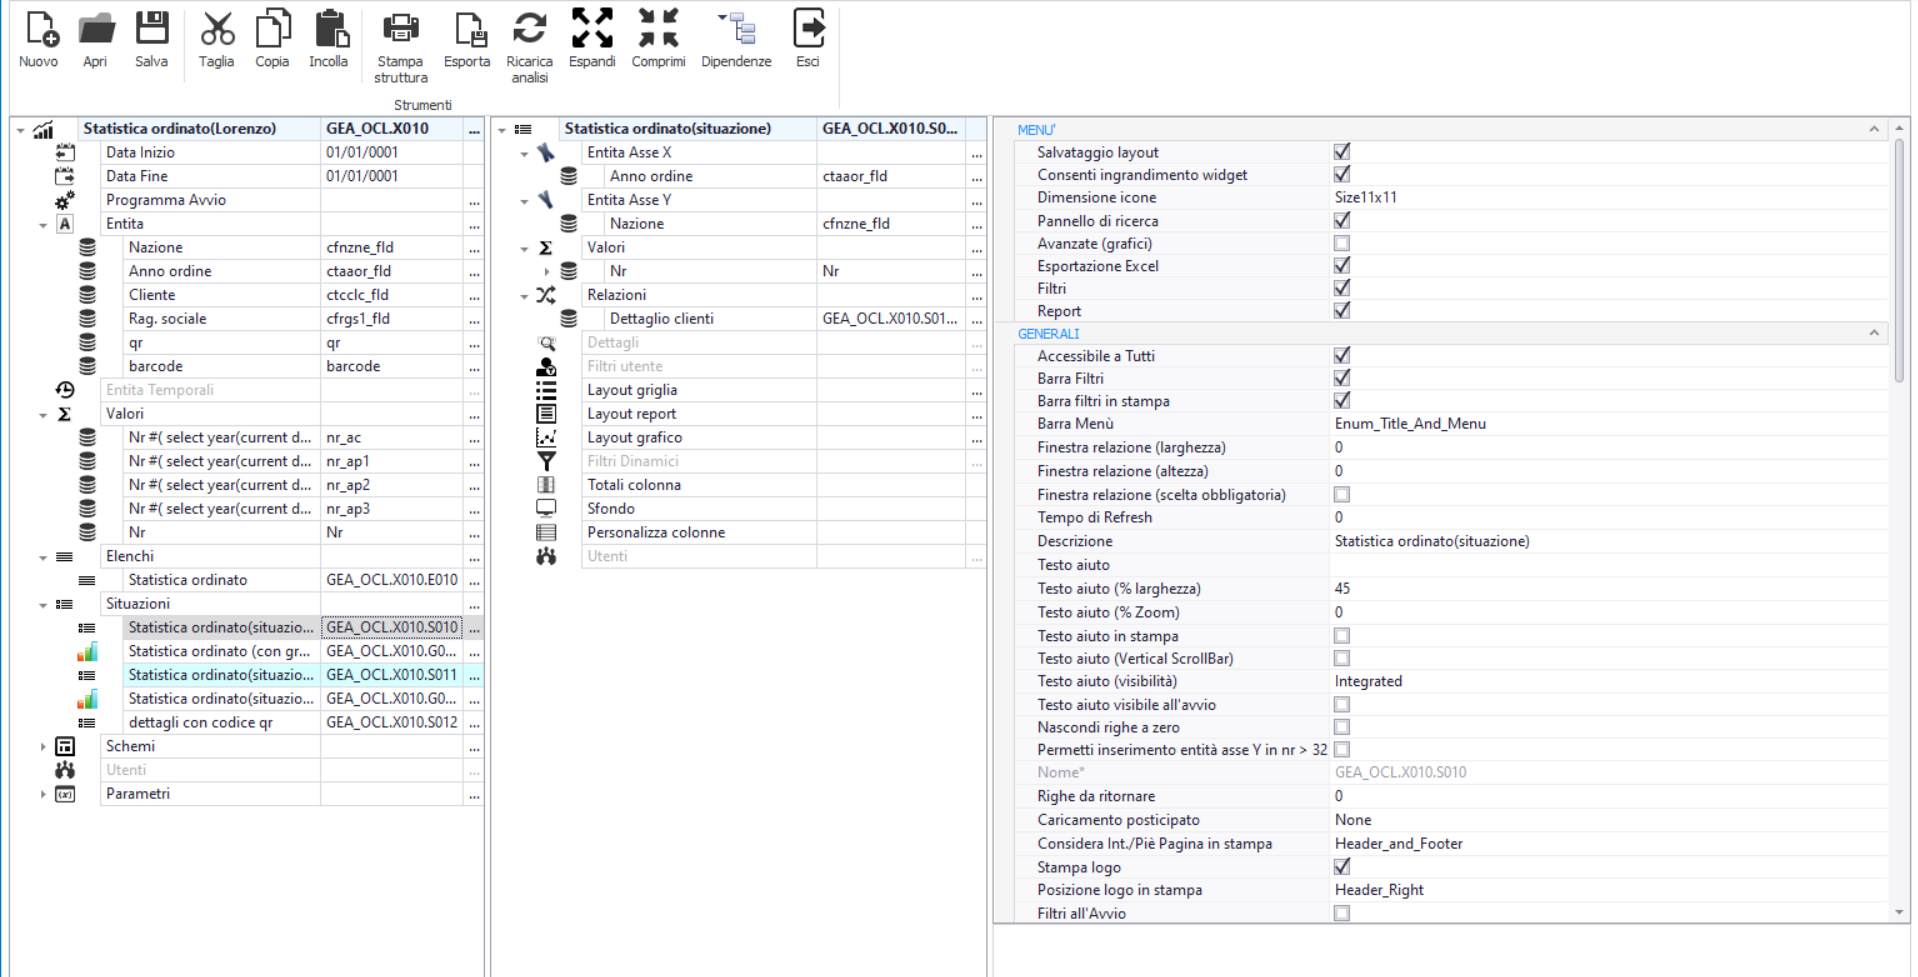 Nuovo Apri Salva Taglia Copia Incolla Stampa struttura Esporta Ricarica analisi Espandi Comprimi Dipendenze Esci
Strumenti
Statistica ordinato(Lorenzo) GEA_OCL.X010 ...
Data Inizio 01/01/0001
Data Fine 01/01/0001
Programma Avvio ...
Entita ...
Nazione cfnzne_fld ...
Anno ordine ctaaor_fld ...
Cliente ctcclc_fld ...
Rag. sociale cfrgs1_fld ...
qr qr ...
barcode barcode ...
Entita Temporali ...
Valori ...
Nr #( select year(current d... nr_ac ...
Nr #( select year(current d... nr_ap1 ...
Nr #( select year(current d... nr_ap2 ...
Nr #( select year(current d... nr_ap3 ...
Nr Nr ...
Elenchi ...
Statistica ordinato GEA_OCL.X010.E010 ...
Situazioni ...
Statistica ordinato(situazio... GEA_OCL.X010.S010 ...
Statistica ordinato (con gr... GEA_OCL.X010.G0... ...
Statistica ordinato(situazio... GEA_OCL.X010.S011 ...
Statistica ordinato(situazio... GEA_OCL.X010.G0... ...
dettagli con codice qr GEA_OCL.X010.S012 ...
Schemi ...
Utenti ...
Parametri ...
Statistica ordinato(situazione) GEA_OCL.X010.S0...
Entita Asse X ...
Anno ordine ctaaor_fld ...
Entita Asse Y ...
Nazione cfnzne_fld ...
Valori ...
Nr Nr ...
Relazioni ...
Dettaglio clienti GEA_OCL.X010.S01... ...
Dettagli ...
Filtri utente ...
Layout griglia ...
Layout report ...
Layout grafico ...
Filtri Dinamici ...
Totali colonna
Sfondo
Personalizza colonne
Utenti ...
MENU'
Salvataggio layout
Consenti ingrandimento widget
Dimensione icone Size11x11
Pannello di ricerca
Avanzate (grafici)
Esportazione Excel
Filtri
Report
GENERALI
Accessibile a Tutti
Barra Filtri
Barra filtri in stampa
Barra Menù Enum_Title_And_Menu
Finestra relazione (larghezza) 0
Finestra relazione (altezza) 0
Finestra relazione (scelta obbligatoria)
Tempo di Refresh 0
Descrizione Statistica ordinato(situazione)
Testo aiuto
Testo aiuto (% larghezza) 45
Testo aiuto (% Zoom) 0
Testo aiuto in stampa
Testo aiuto (Vertical ScrollBar)
Testo aiuto (visibilità) Integrated
Testo aiuto visibile all'avvio
Nascondi righe a zero
Permetti inserimento entità asse Y in nr > 32
Nome* GEA_OCL.X010.S010
Righe da ritornare 0
Caricamento posticipato None
Considera Int./Piè Pagina in stampa Header_and_Footer
Stampa logo
Posizione logo in stampa Header_Right
Filtri all'Avvio